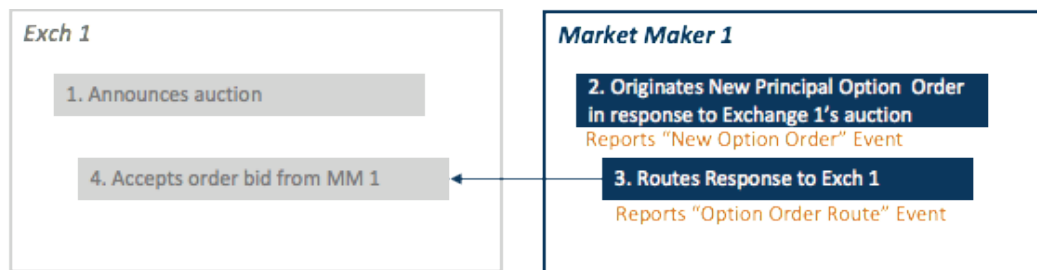 Exch 1
1. Announces auction
4. Accepts order bid from MM 1
Market Maker 1
2. Originates New Principal Option Order
in response to Exchange 1's auction
Reports “New Option Order” Event
3. Routes Response to Exch 1
Reports “Option Order Route” Event